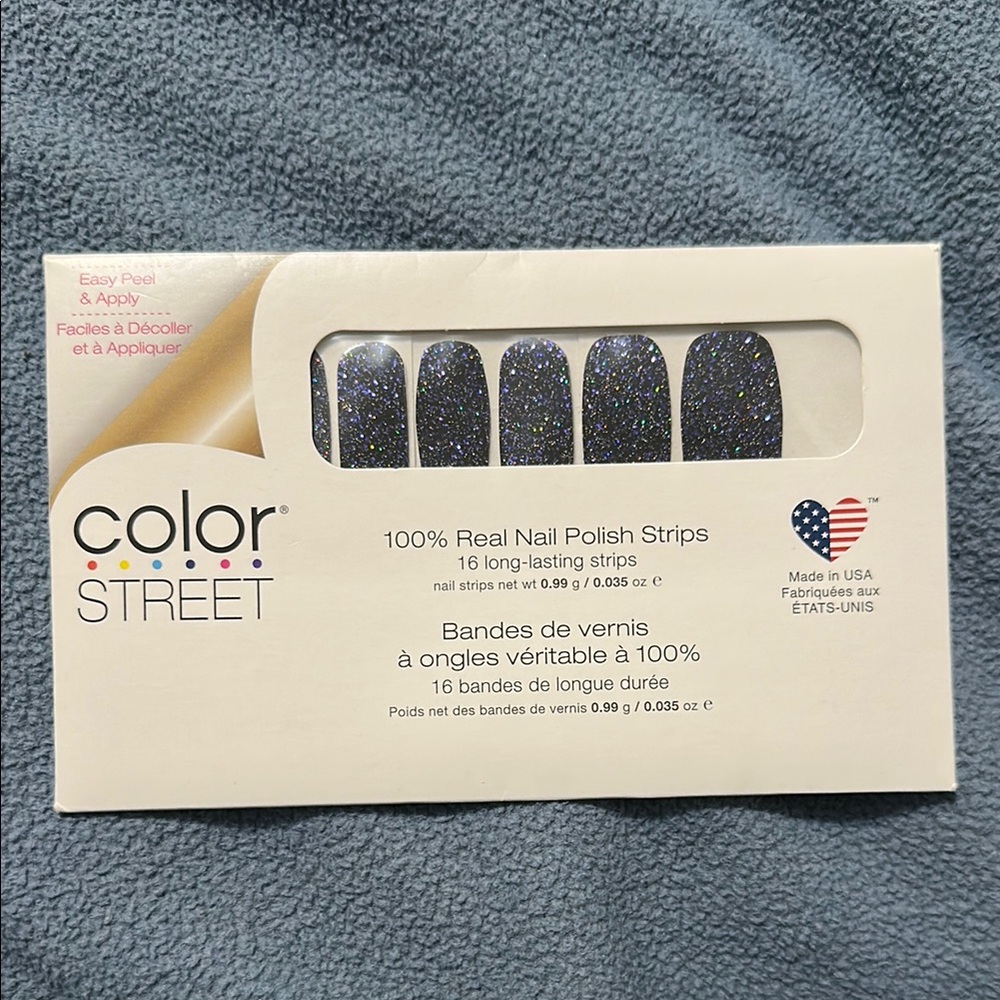 Easy Peel
& Apply
Faciles à Décoller
et à Appliquer
color®
STREET
100% Real Nail Polish Strips
16 long-lasting strips
nail strips net wt 0.99 g / 0.035 oz e
Bandes de vernis
à ongles véritable à 100%
16 bandes de longue durée
Poids net des bandes de vernis 0.99 g / 0.035 oz e
TM
Made in USA
Fabriquées aux
ÉTATS-UNIS